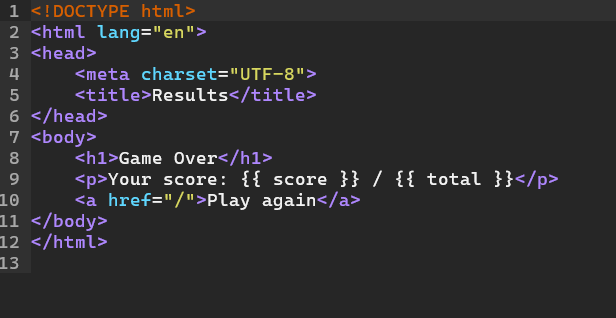 1 <!DOCTYPE html>
2 <html lang="en">
3 <head>
4     <meta charset="UTF-8">
5     <title>Results</title>
6 </head>
7 <body>
8     <h1>Game Over</h1>
9     <p>Your score: {{ score }} / {{ total }}</p>
10     <a href="/">Play again</a>
11 </body>
12 </html>
13